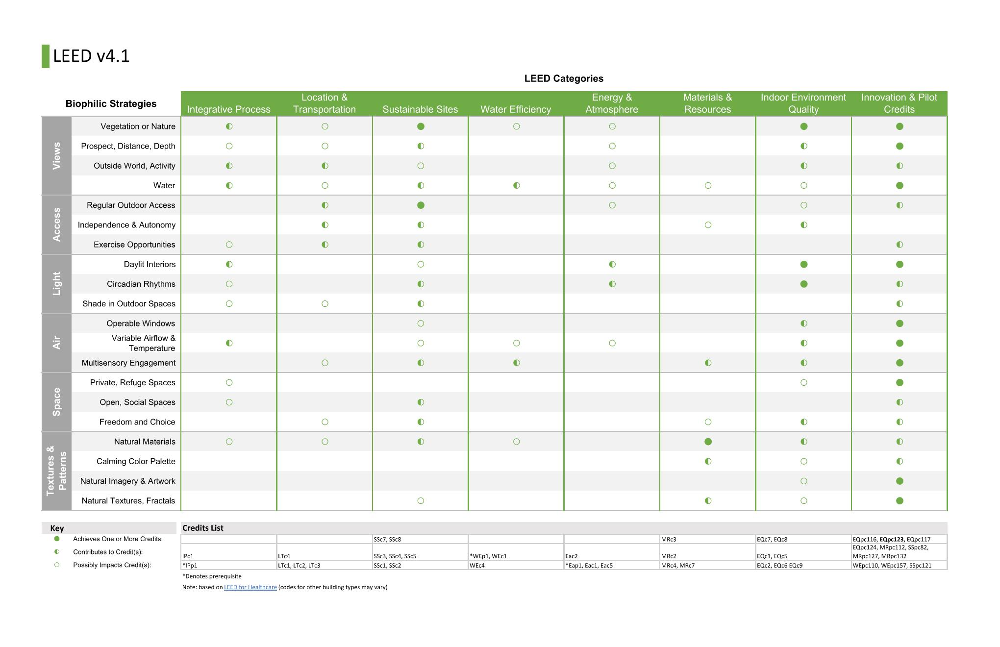 LEED v4.1
LEED Categories
Biophilic Strategies
Integrative Process
Location &
Transportation
Sustainable Sites
Water Efficiency
Energy &
Atmosphere
Materials &
Resources
Indoor Environment
Quality
Innovation & Pilot
Credits
Views
Vegetation or Nature
Prospect, Distance, Depth
Outside World, Activity
Water
Access
Regular Outdoor Access
Independence & Autonomy
Exercise Opportunities
Light
Daylit Interiors
Circadian Rhythms
Shade in Outdoor Spaces
Air
Operable Windows
Variable Airflow &
Temperature
Multisensory Engagement
Space
Private, Refuge Spaces
Open, Social Spaces
Freedom and Choice
Textures &
Patterns
Natural Materials
Calming Color Palette
Natural Imagery & Artwork
Natural Textures, Fractals
Key
Credits List
Achieves One or More Credits:
SSc7, SSc8
MRc3
EQc7, EQc8
EQpc116, EQpc123, EQpc117
Contributes to Credit(s):
IPc1
LTc4
SSc3, SSc4, SSc5
*WEp1, WEc1
Eac2
MRc2
EQc1, EQc5
EQpc124, MRpc112, SSpc82,
MRpc127, MRpc132
Possibly Impacts Credit(s):
*IPp1
LTc1, LTc2, LTc3
SSc1, SSc2
WEc4
*Eap1, Eac1, Eac5
MRc4, MRc7
EQc2, EQc6 EQc9
WEpc110, WEpc157, SSpc121
*Denotes prerequisite
Note: based on LEED for Healthcare (codes for other building types may vary)